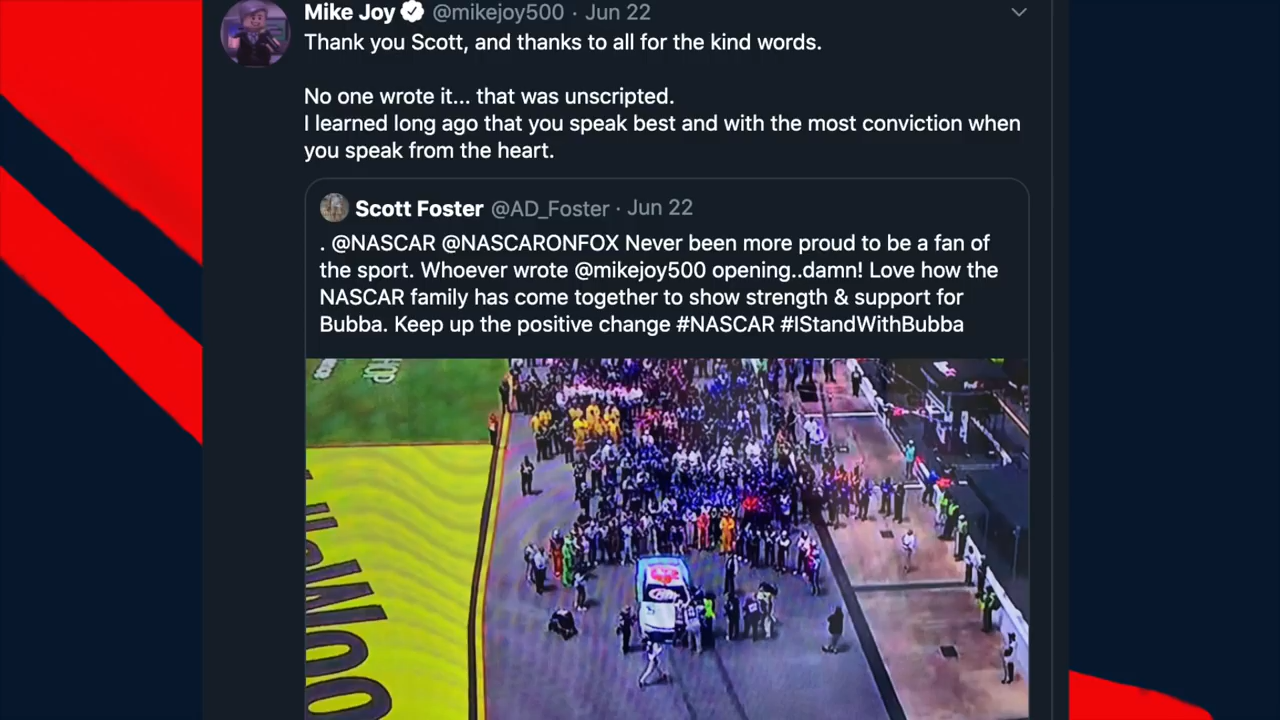 Mike Joy @mikejoy500 · Jun 22
Thank you Scott, and thanks to all for the kind words.
No one wrote it... that was unscripted.
I learned long ago that you speak best and with the most conviction when
you speak from the heart.
Scott Foster @AD_Foster · Jun 22
. @NASCAR @NASCARONFOX Never been more proud to be a fan of
the sport. Whoever wrote @mikejoy500 opening..damn! Love how the
NASCAR family has come together to show strength & support for
Bubba. Keep up the positive change #NASCAR #IStandWithBubba
FedEx